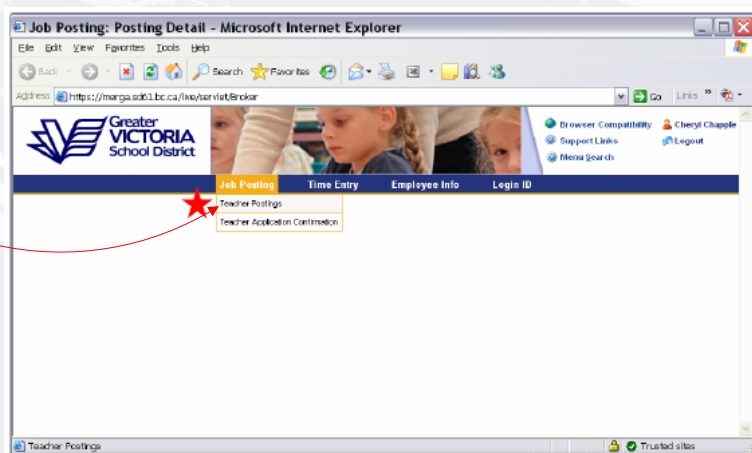 Job Posting: Posting Detail - Microsoft Internet Explorer
File Edit View Favorites Tools Help
Back Search Favorites
Address https://merga.sd61.bc.ca/live/servlet/Broker Go Links »
Greater
VICTORIA
School District
Browser Compatibility Cheryl Chapple
Support Links Logout
Menu Search
Job Posting Time Entry Employee Info Login ID
Teacher Postings
Teacher Application Confirmation
Teacher Postings Trusted sites